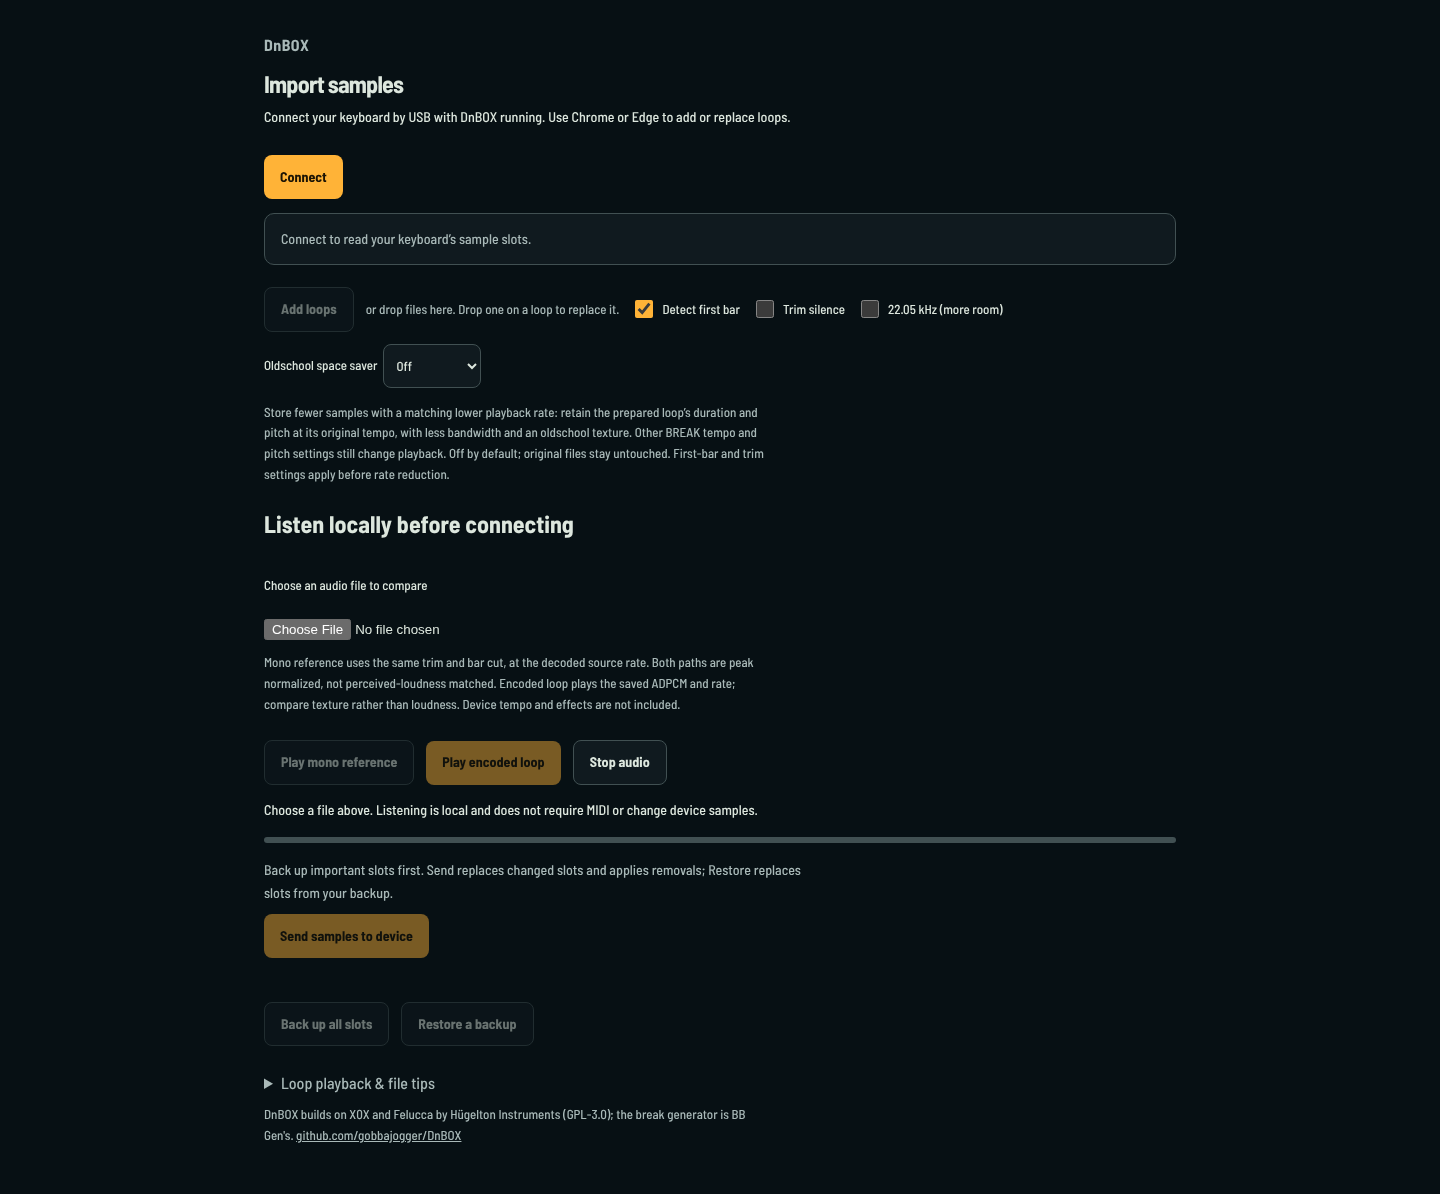 DnBOX
Import samples
Connect your keyboard by USB with DnBOX running. Use Chrome or Edge to add or replace loops.
Connect
Connect to read your keyboard's sample slots.
Add loops or drop files here. Drop one on a loop to replace it. Detect first bar Trim silence 22.05 kHz (more room)
Oldschool space saver Off
Store fewer samples with a matching lower playback rate: retain the prepared loop's duration and
pitch at its original tempo, with less bandwidth and an oldschool texture. Other BREAK tempo and
pitch settings still change playback. Off by default; original files stay untouched. First-bar and trim
settings apply before rate reduction.
Listen locally before connecting
Choose an audio file to compare
Choose File No file chosen
Mono reference uses the same trim and bar cut, at the decoded source rate. Both paths are peak
normalized, not perceived-loudness matched. Encoded loop plays the saved ADPCM and rate;
compare texture rather than loudness. Device tempo and effects are not included.
Play mono reference Play encoded loop Stop audio
Choose a file above. Listening is local and does not require MIDI or change device samples.
Back up important slots first. Send replaces changed slots and applies removals; Restore replaces
slots from your backup.
Send samples to device
Back up all slots Restore a backup
Loop playback & file tips
DnBOX builds on XOX and Felucca by Hügelton Instruments (GPL-3.0); the break generator is BB
Gen's. github.com/gobbajogger/DnBOX